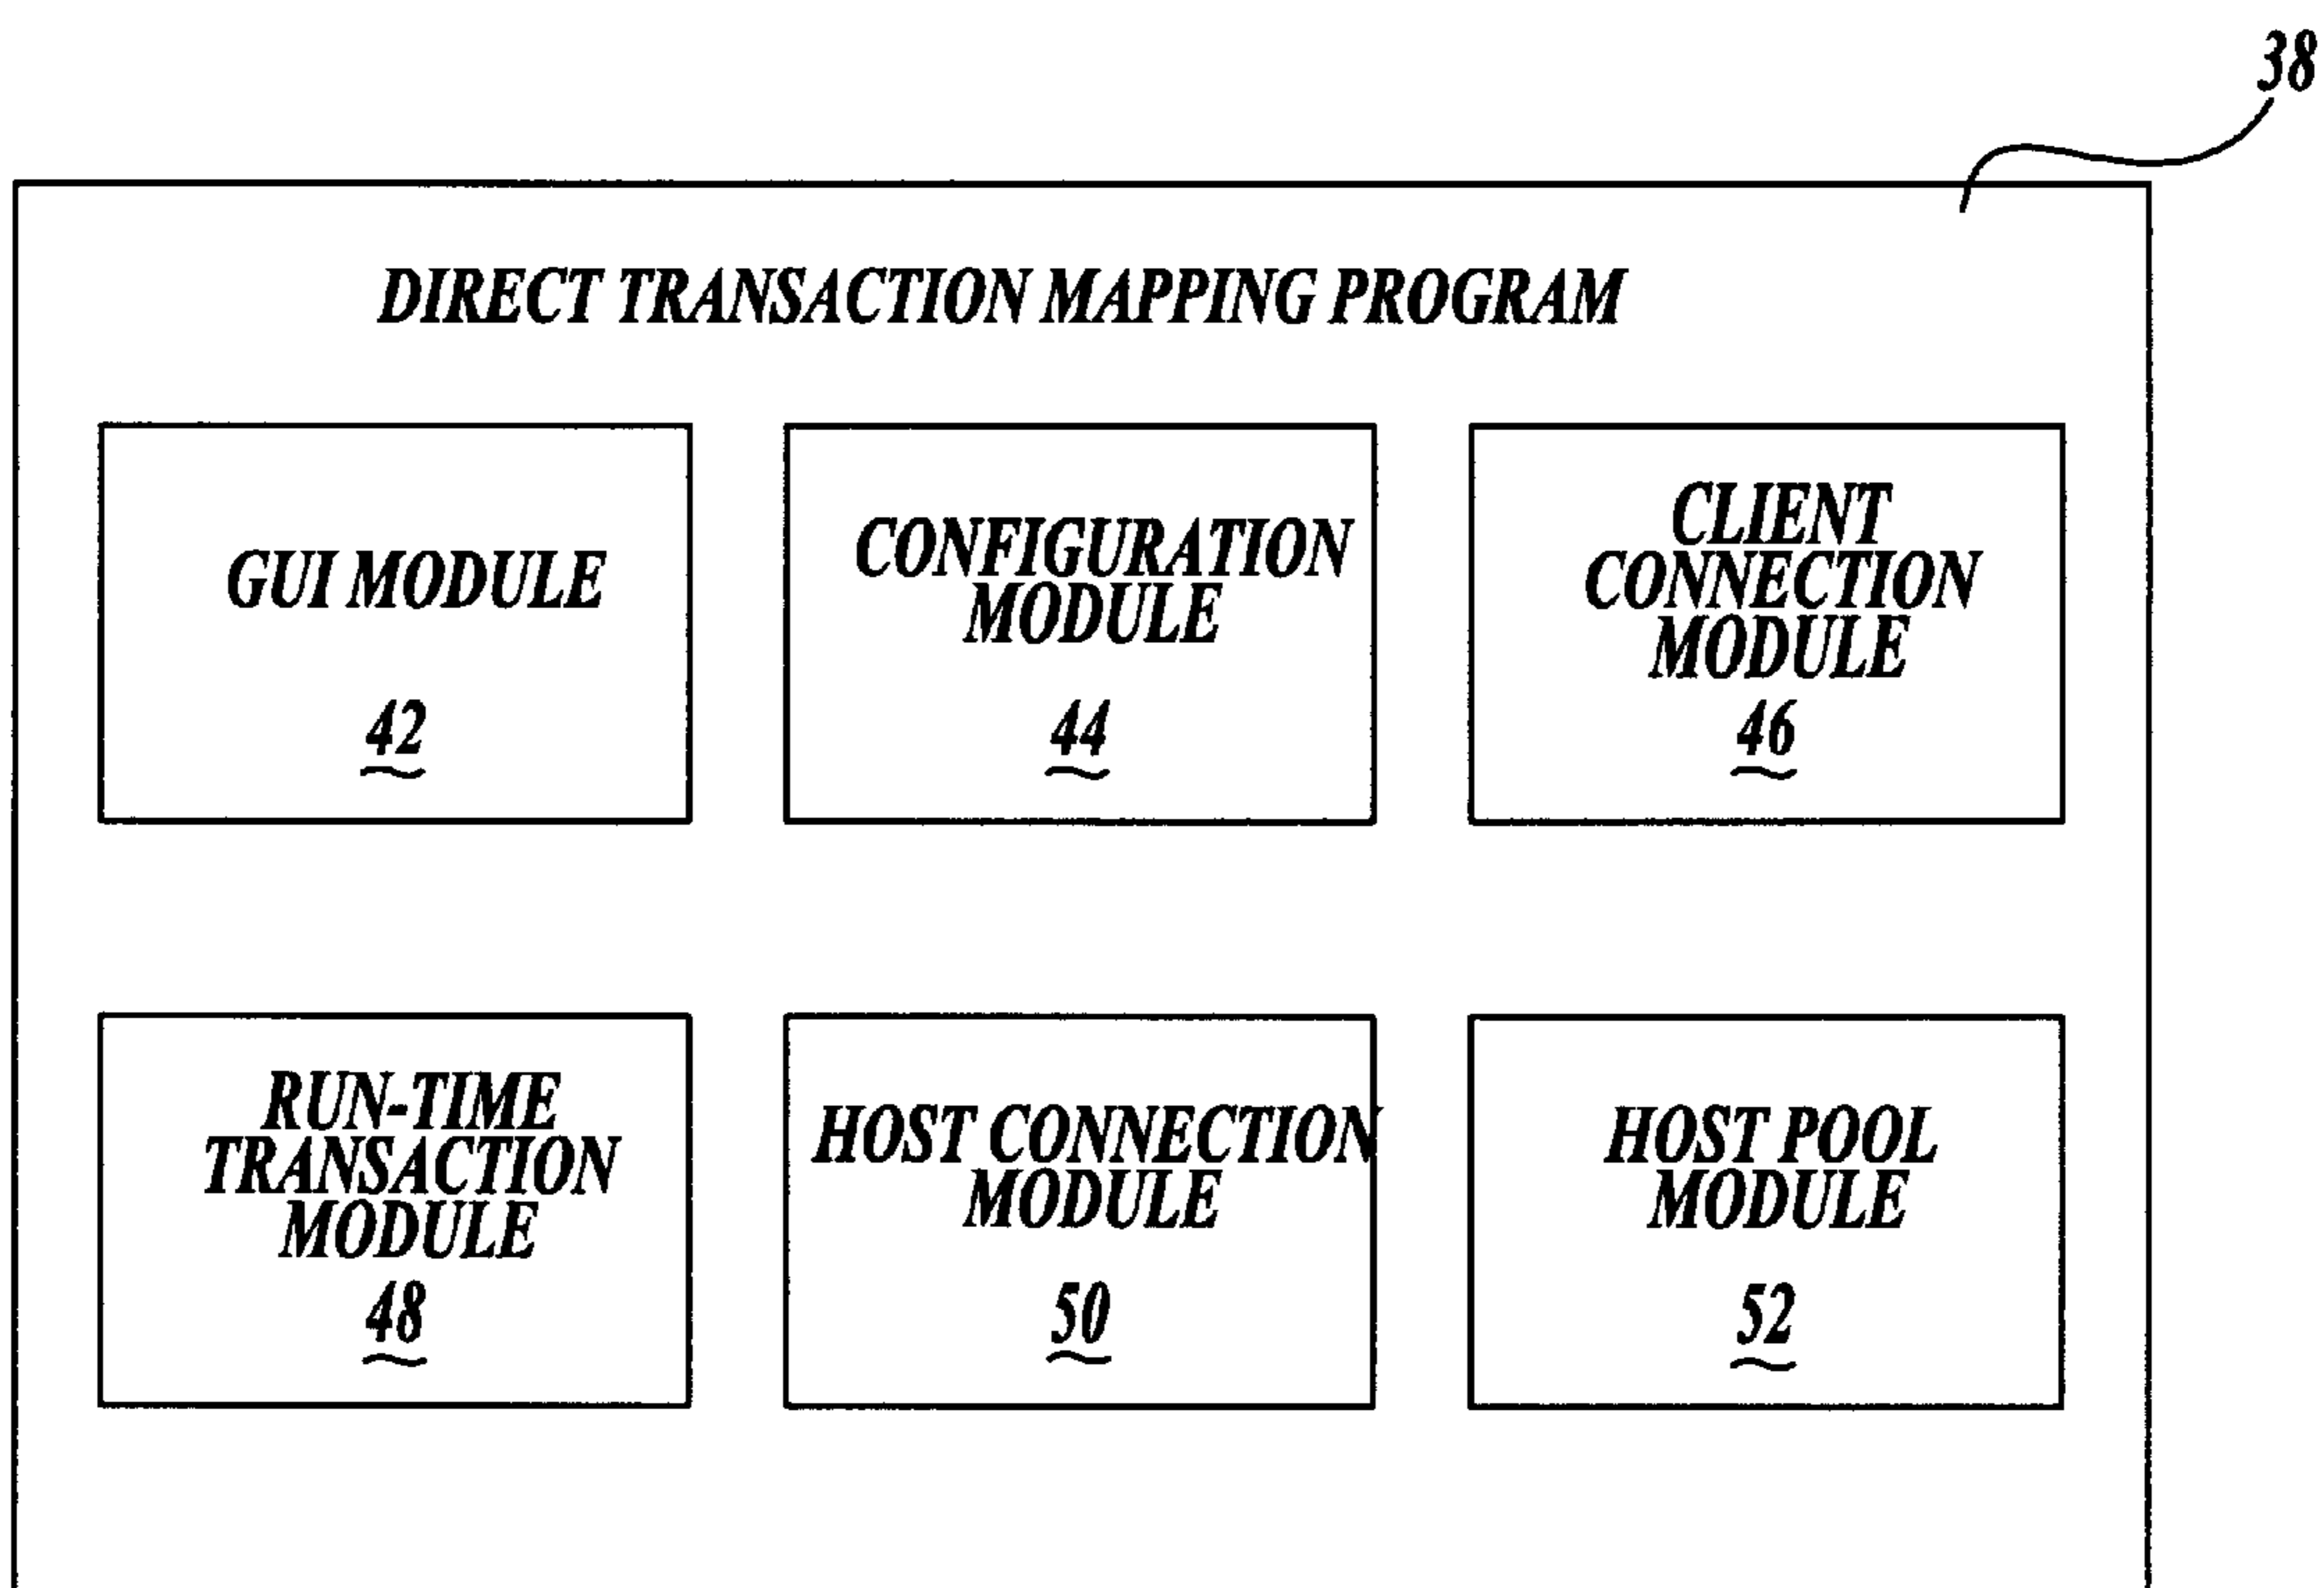 38
DIRECT TRANSACTION MAPPING PROGRAM
GUI MODULE
42
CONFIGURATION
MODULE
44
CLIENT
CONNECTION
MODULE
46
RUN-TIME
TRANSACTION
MODULE
48
HOST CONNECTION
MODULE
50
HOST POOL
MODULE
52